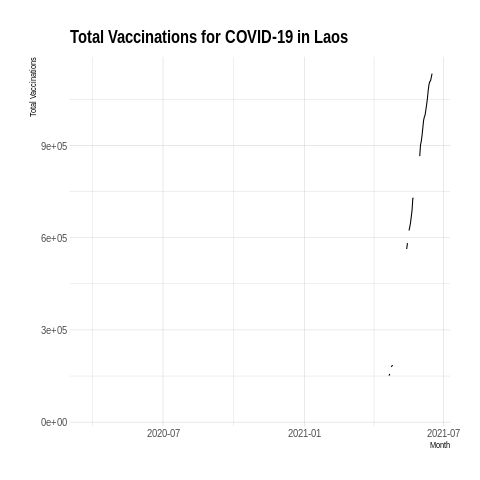 Total Vaccinations for COVID-19 in Laos
Total Vaccinations
9e+05
6e+05
3e+05
0e+00
2020-07
2021-01
2021-07
Month